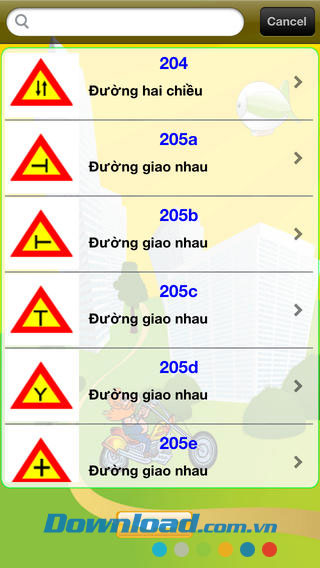 Cancel
204
Đường hai chiều
205a
Đường giao nhau
205b
Đường giao nhau
205c
Đường giao nhau
205d
Đường giao nhau
205e
Đường giao nhau
Download.com.vn